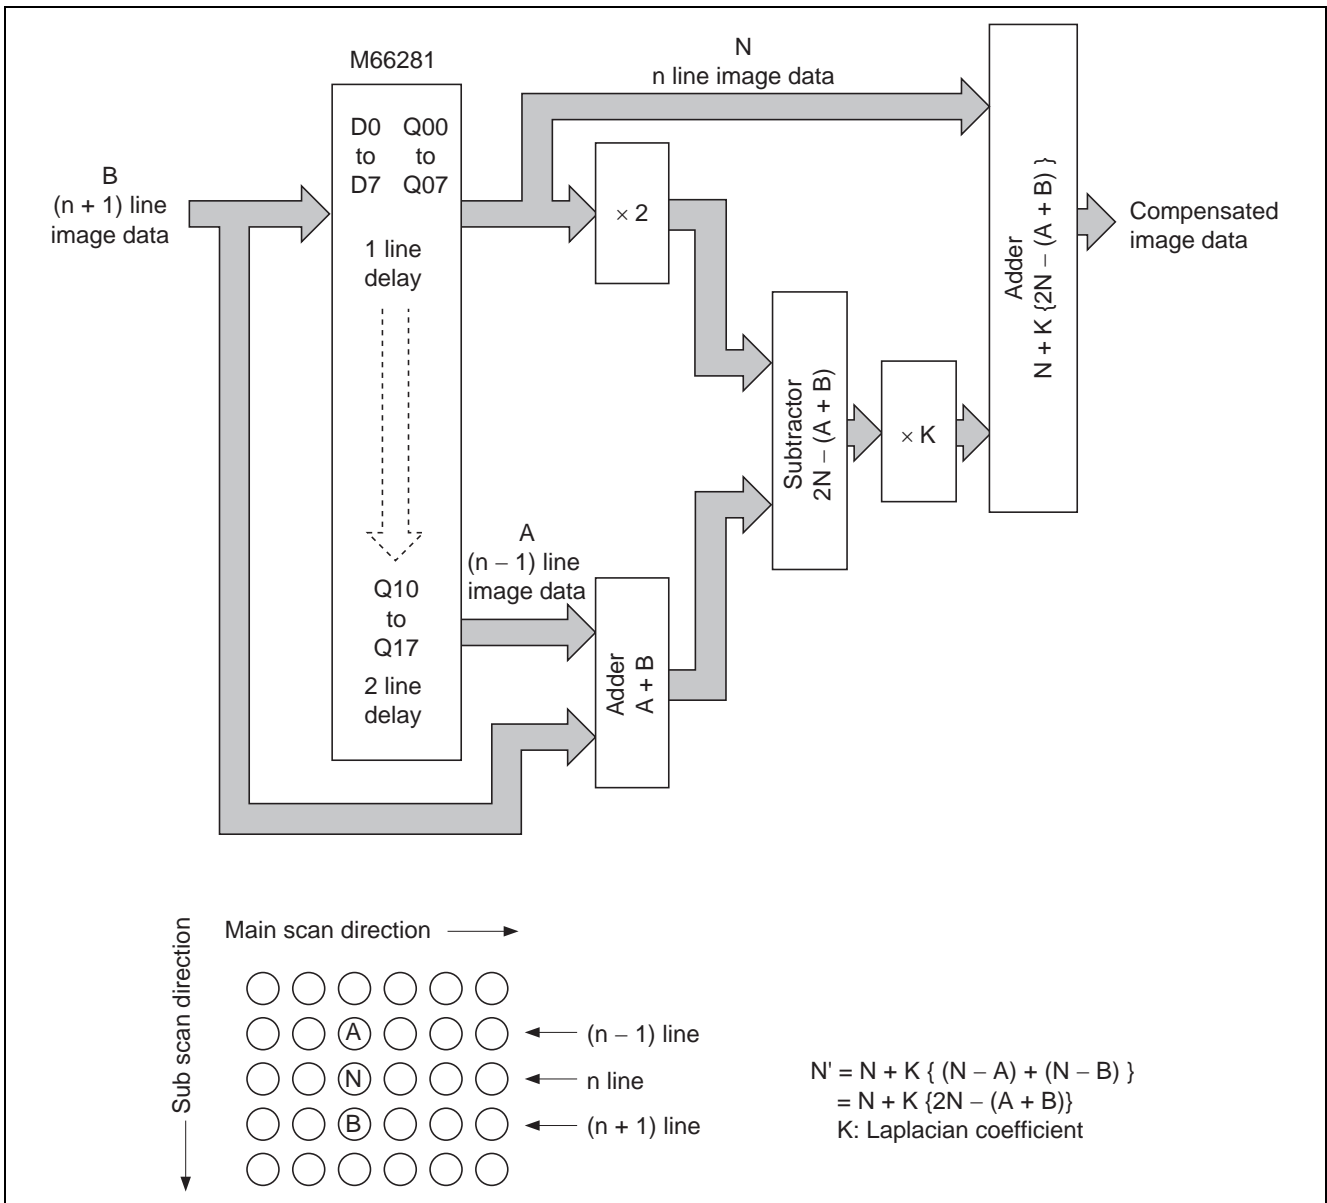 M66281
N
n line image data
D0 Q00
to to
D7 Q07
B
(n + 1) line
image data
1 line
delay
× 2
Adder
N + K {2N – (A + B) }
Compensated
image data
Subtractor
2N – (A + B)
× K
A
(n – 1) line
image data
Q10
to
Q17
2 line
delay
Adder
A + B
Main scan direction
Sub scan direction
A
(n – 1) line
N
n line
B
(n + 1) line
N' = N + K { (N – A) + (N – B) }
= N + K {2N – (A + B)}
K: Laplacian coefficient